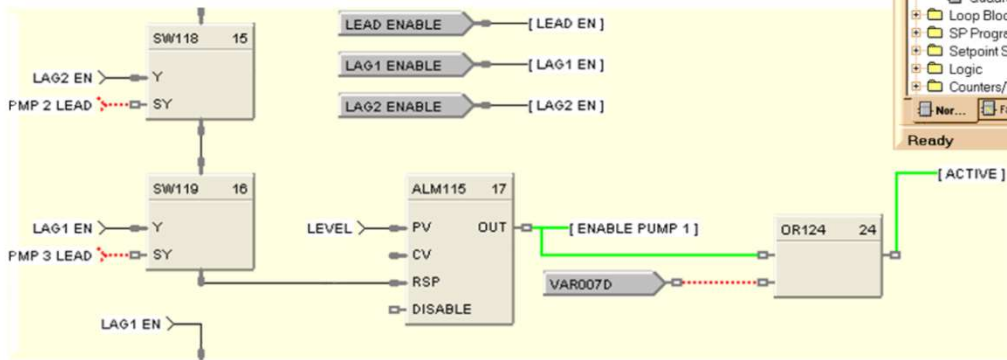 SW118 15
LAG2 EN Y
PMP 2 LEAD SY
LEAD ENABLE [ LEAD EN ]
LAG1 ENABLE [ LAG1 EN ]
LAG2 ENABLE [ LAG2 EN ]
Loop Bloc
SP Progra
Setpoint S
Logic
Counters/
Nor...
Ready
SW119 16
LAG1 EN Y
PMP 3 LEAD SY
ALM115 17
LEVEL PV OUT [ ENABLE PUMP 1 ]
CV
RSP
DISABLE
VAR007D
OR124 24
[ ACTIVE ]
LAG1 EN